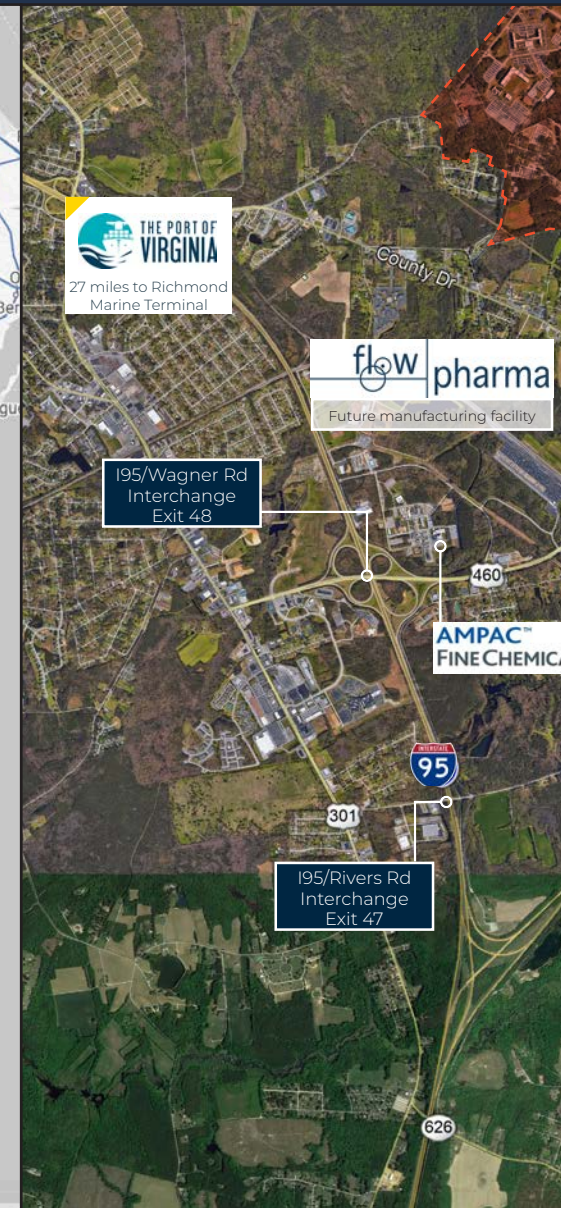 THE PORT OF
VIRGINIA
27 miles to Richmond
Marine Terminal
County Dr
flow pharma
Future manufacturing facility
I95/Wagner Rd
Interchange
Exit 48
460
AMPAC™
FINE CHEMICA
INTERSTATE
95
301
I95/Rivers Rd
Interchange
Exit 47
626